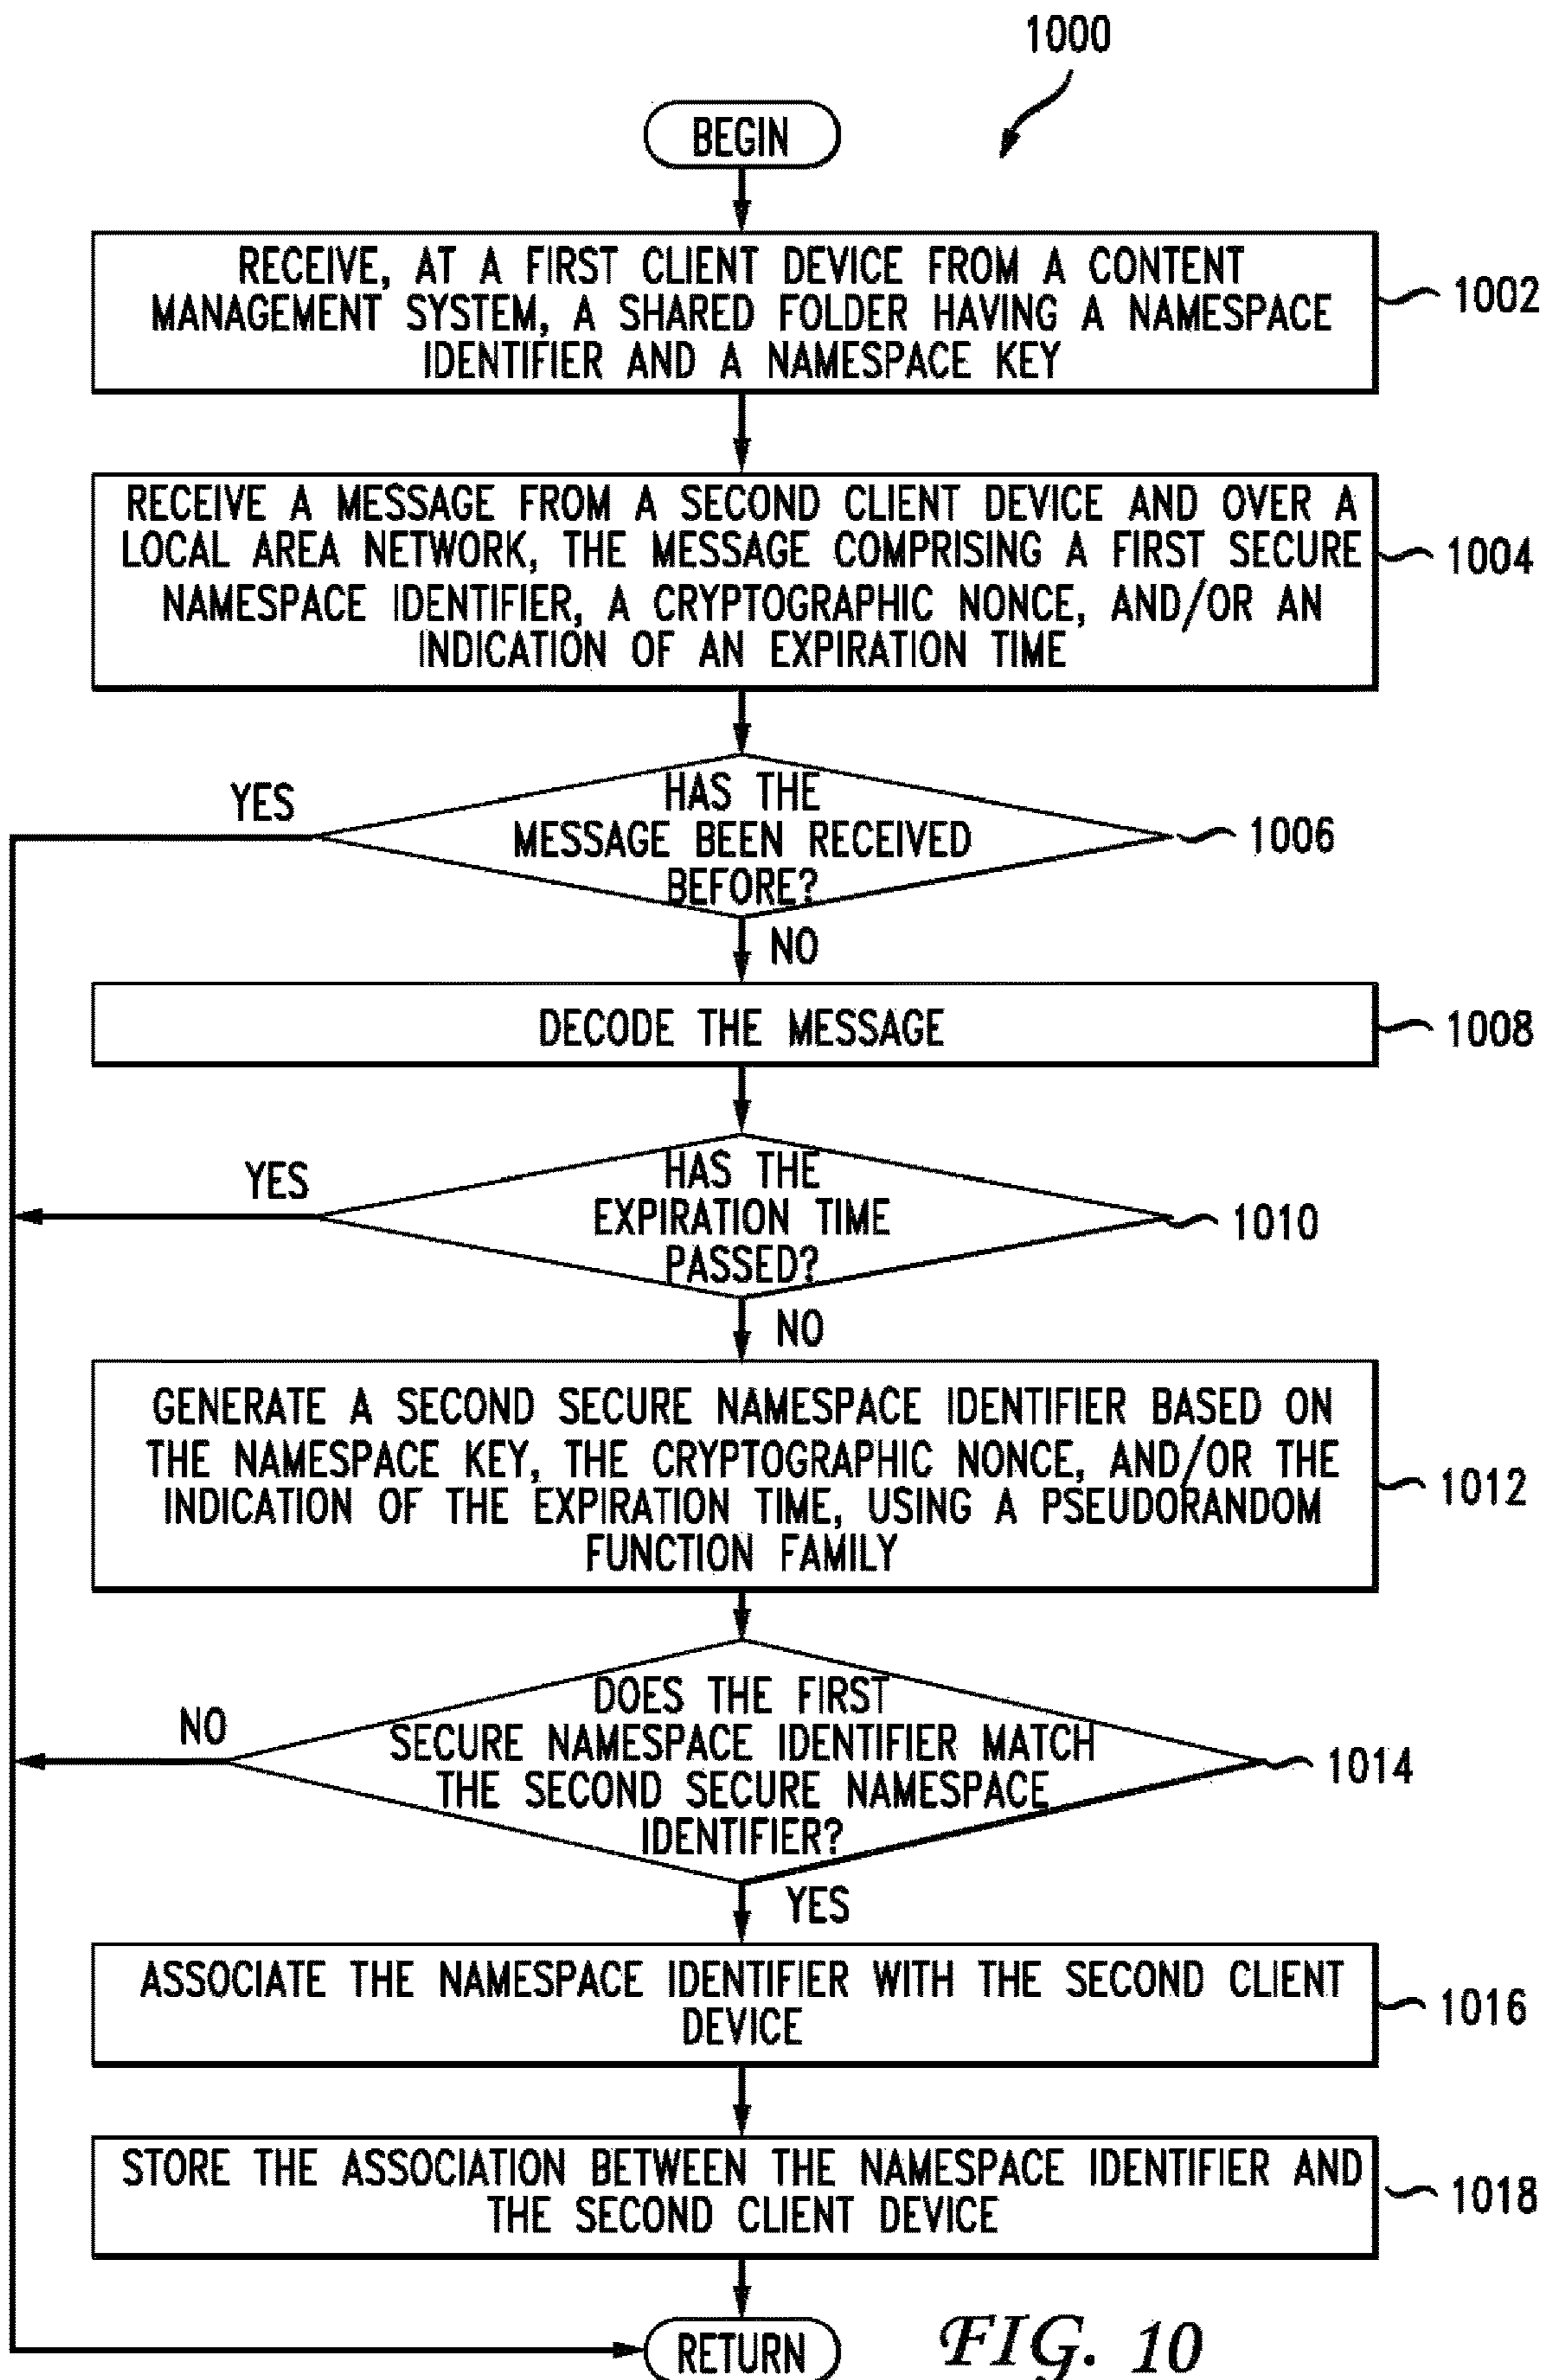 1000
BEGIN
RECEIVE, AT A FIRST CLIENT DEVICE FROM A CONTENT
MANAGEMENT SYSTEM, A SHARED FOLDER HAVING A NAMESPACE
IDENTIFIER AND A NAMESPACE KEY
1002
RECEIVE A MESSAGE FROM A SECOND CLIENT DEVICE AND OVER A
LOCAL AREA NETWORK, THE MESSAGE COMPRISING A FIRST SECURE
NAMESPACE IDENTIFIER, A CRYPTOGRAPHIC NONCE, AND/OR AN
INDICATION OF AN EXPIRATION TIME
1004
YES
HAS THE
MESSAGE BEEN RECEIVED
BEFORE?
1006
NO
DECODE THE MESSAGE
1008
YES
HAS THE
EXPIRATION TIME
PASSED?
1010
NO
GENERATE A SECOND SECURE NAMESPACE IDENTIFIER BASED ON
THE NAMESPACE KEY, THE CRYPTOGRAPHIC NONCE, AND/OR THE
INDICATION OF THE EXPIRATION TIME, USING A PSEUDORANDOM
FUNCTION FAMILY
1012
NO
DOES THE FIRST
SECURE NAMESPACE IDENTIFIER MATCH
THE SECOND SECURE NAMESPACE
IDENTIFIER?
1014
YES
ASSOCIATE THE NAMESPACE IDENTIFIER WITH THE SECOND CLIENT
DEVICE
1016
STORE THE ASSOCIATION BETWEEN THE NAMESPACE IDENTIFIER AND
THE SECOND CLIENT DEVICE
1018
RETURN
FIG. 10